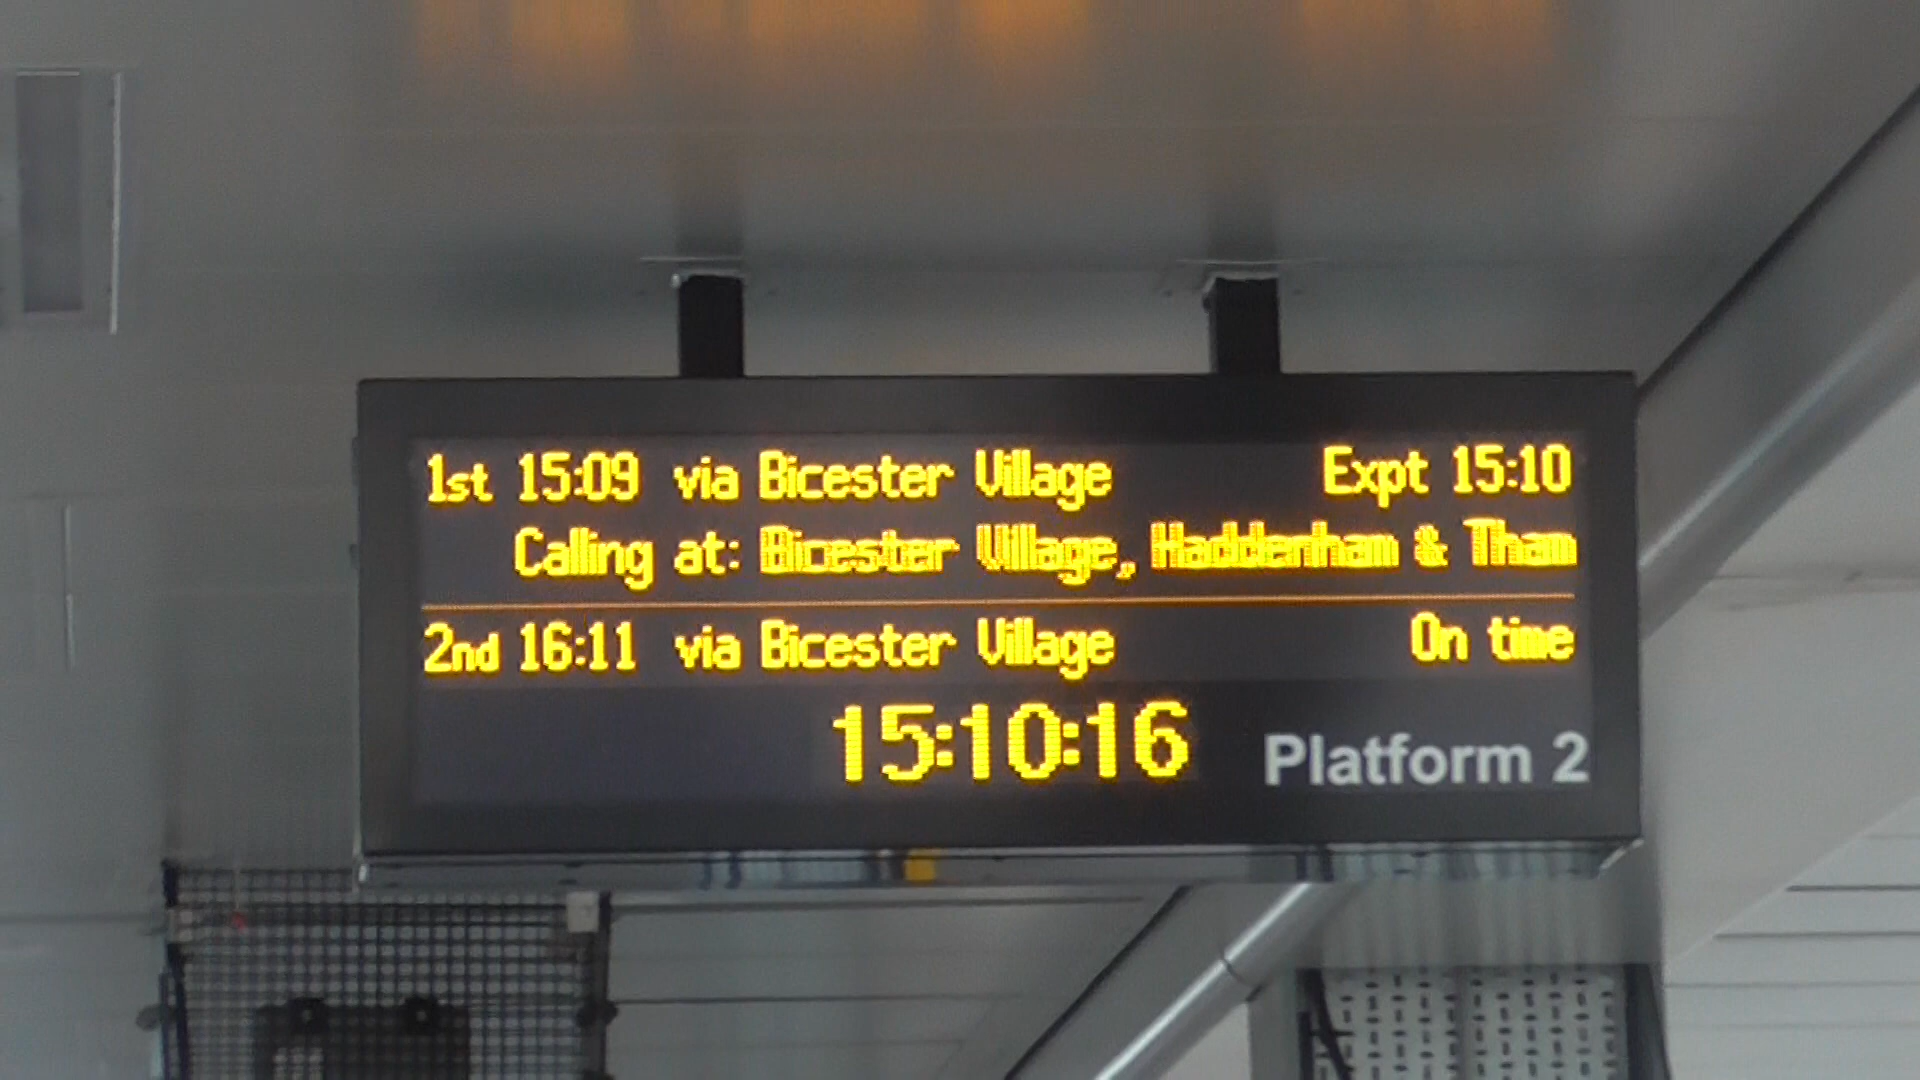 1st 15:09 via Bicester Village Expt 15:10
Calling at: Bicester Village, Haddenham & Tham
2nd 16:11 via Bicester Village On time
15:10:16 Platform 2